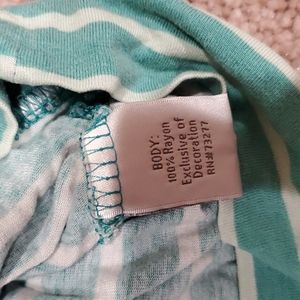 BODY:
100% Rayon
Exclusive of
Decoration
RN#73277